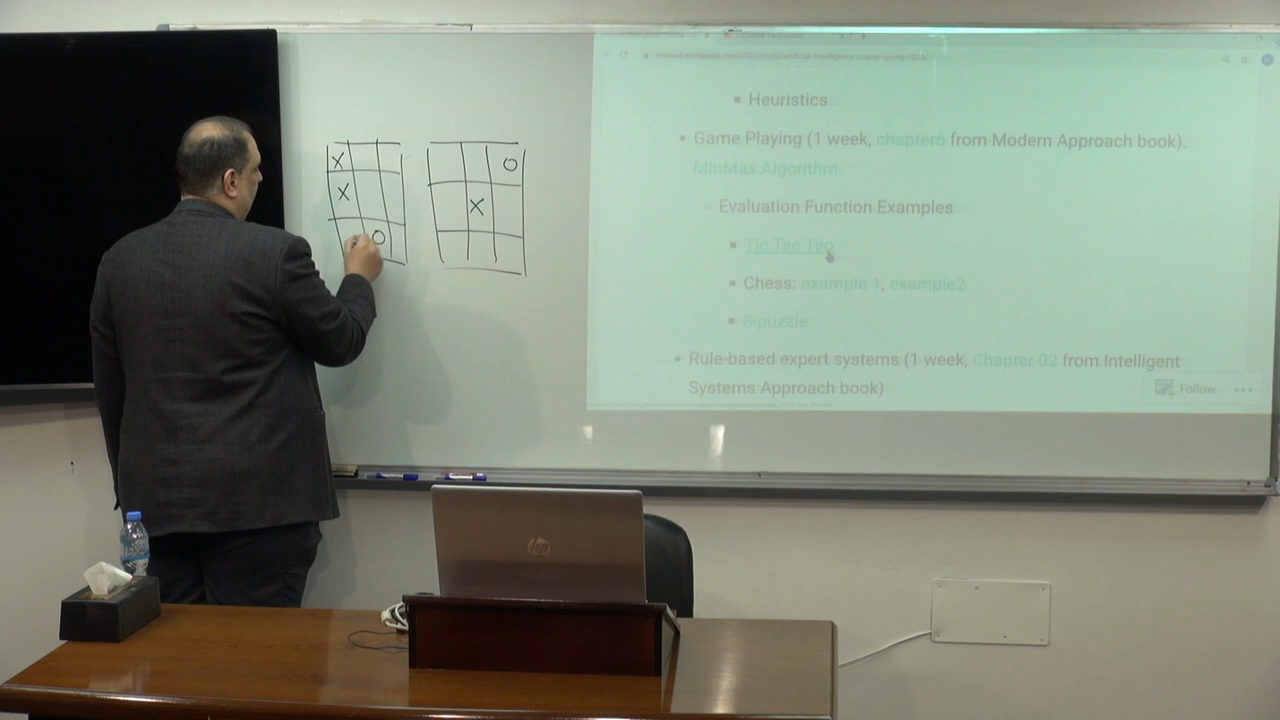 Heuristics
Game Playing (1 week, chapter6 from Modern Approach book).
MinMax Algorithm.
Evaluation Function Examples
Tic Tac Teo
Chess: example 1, example2
8-puzzle
Rule-based expert systems (1 week, Chapter 02 from Intelligent
Systems Approach book)
Follow
X
X
O
O
X
hp